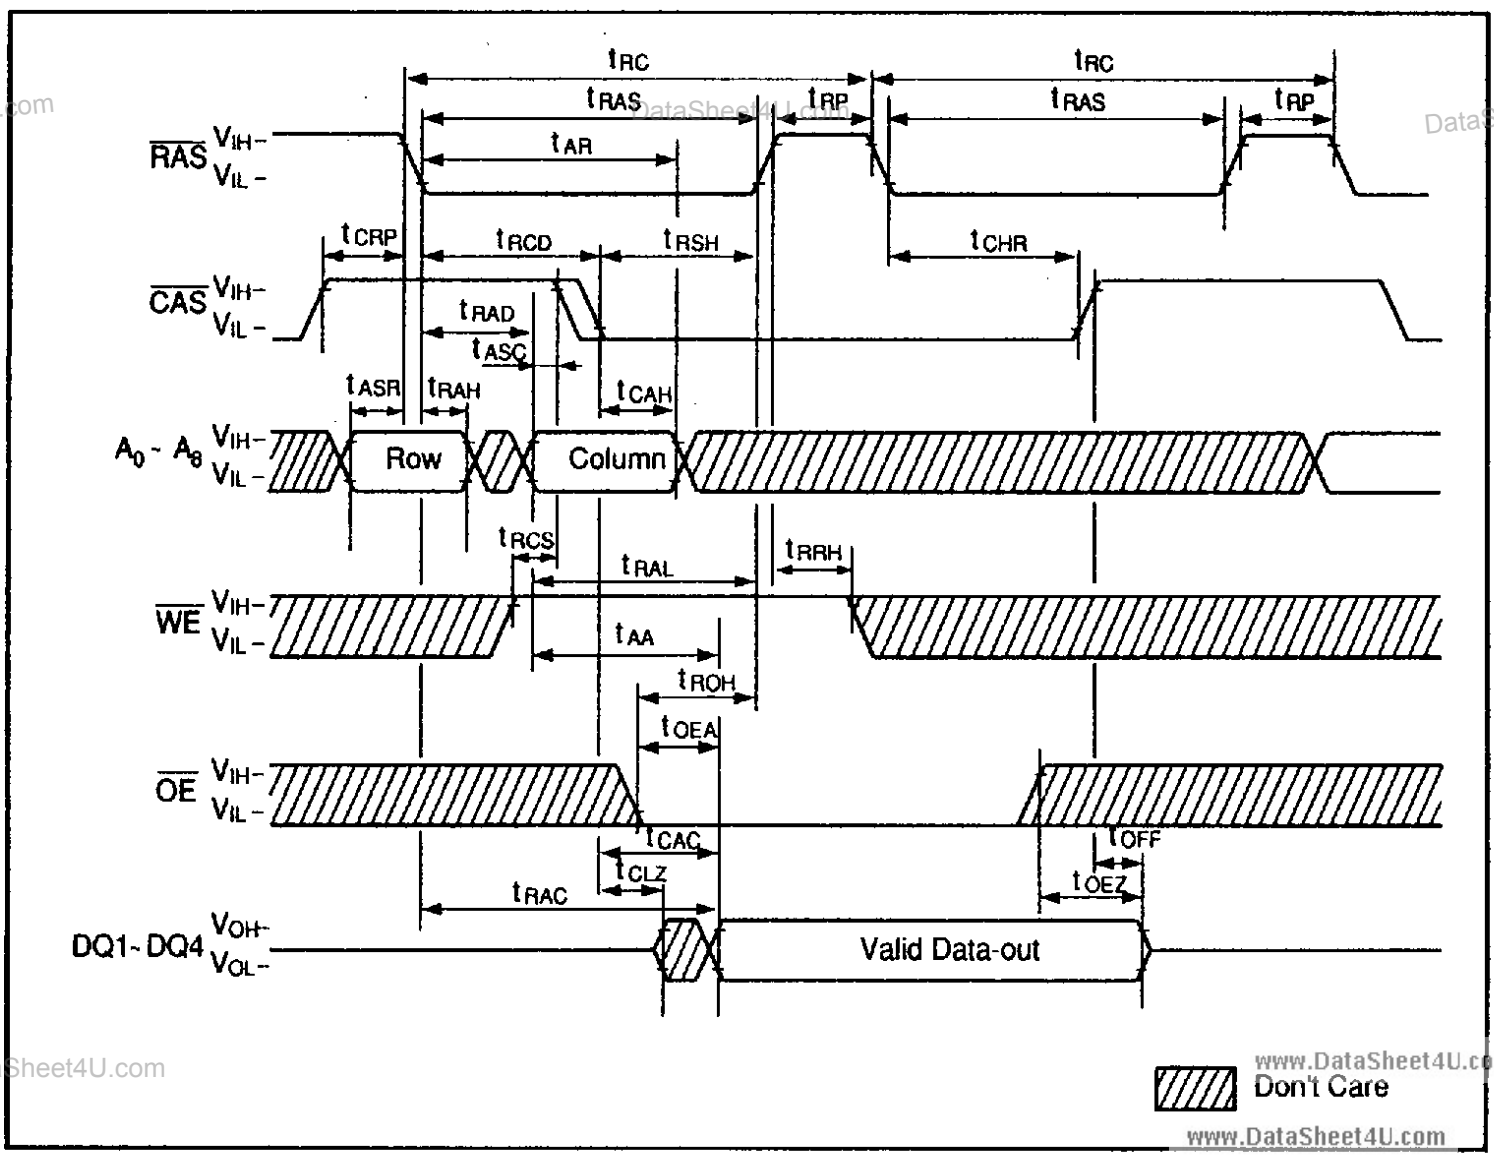 tRC tRC
.com tRAS DataSheet4U.com tRP tRAS tRP DataS
RAS VIH- tAR
VIL-
tCRP tRCD tRSH tCHR
CAS VIH-
VIL- tRAD
tASC
tASR tRAH tCAH
A0 ~ A8 VIH- Row Column
VIL-
tRCS tRAL tRRH
WE VIH-
VIL- tAA
tROH
tOEA
OE VIH-
VIL-
tCAC tOFF
tCLZ tOEZ
tRAC
DQ1~DQ4 VOH- Valid Data-out
VOL-
Sheet4U.com www.DataSheet4U.co
Don't Care
www.DataSheet4U.com